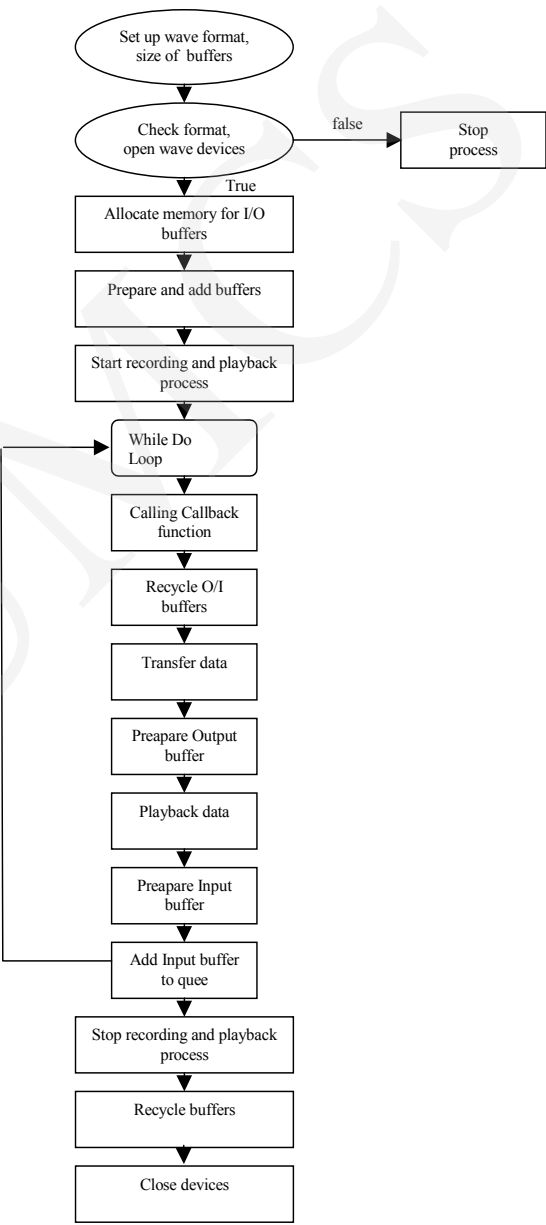 Set up wave format,
size of buffers
Check format,
open wave devices
false
Stop
process
True
Allocate memory for I/O
buffers
Prepare and add buffers
Start recording and playback
process
While Do
Loop
Calling Callback
function
Recycle O/I
buffers
Transfer data
Preapare Output
buffer
Playback data
Preapare Input
buffer
Add Input buffer
to quee
Stop recording and playback
process
Recycle buffers
Close devices